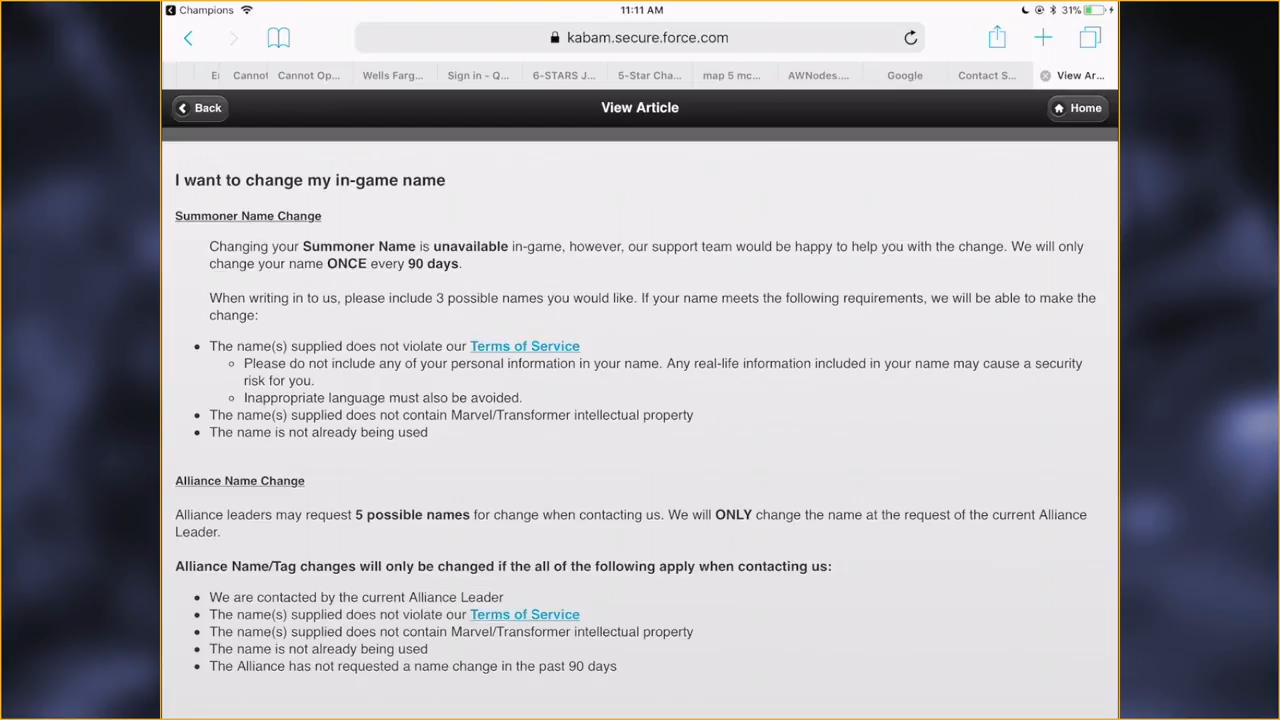 Champions
11:11 AM
31%
kabam.secure.force.com
Cannot
Cannot Op...
Wells Farg...
Sign in - Q...
6-STARS J...
5-Star Cha...
map 5 mc...
AWNodes....
Google
Contact S...
View Ar...
Back
View Article
Home
I want to change my in-game name
Summoner Name Change
Changing your Summoner Name is unavailable in-game, however, our support team would be happy to help you with the change. We will only
change your name ONCE every 90 days.
When writing in to us, please include 3 possible names you would like. If your name meets the following requirements, we will be able to make the
change:
• The name(s) supplied does not violate our Terms of Service
◦ Please do not include any of your personal information in your name. Any real-life information included in your name may cause a security
risk for you.
◦ Inappropriate language must also be avoided.
• The name(s) supplied does not contain Marvel/Transformer intellectual property
• The name is not already being used
Alliance Name Change
Alliance leaders may request 5 possible names for change when contacting us. We will ONLY change the name at the request of the current Alliance
Leader.
Alliance Name/Tag changes will only be changed if the all of the following apply when contacting us:
• We are contacted by the current Alliance Leader
• The name(s) supplied does not violate our Terms of Service
• The name(s) supplied does not contain Marvel/Transformer intellectual property
• The name is not already being used
• The Alliance has not requested a name change in the past 90 days